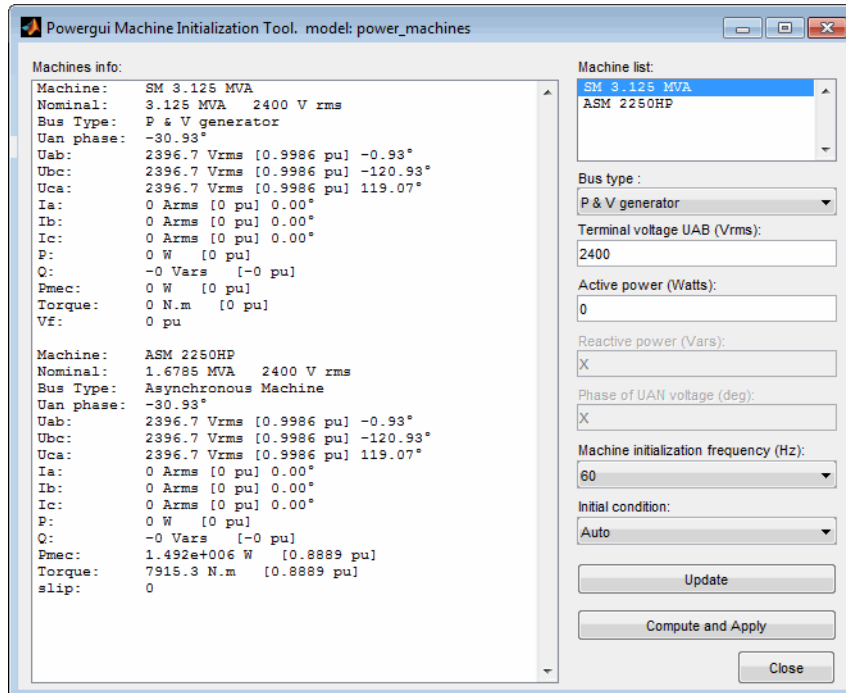 Powergui Machine Initialization Tool. model: power_machines
Machines info:
Machine: SM 3.125 MVA
Nominal: 3.125 MVA 2400 V rms
Bus Type: P & V generator
Uan phase: -30.93°
Uab: 2396.7 Vrms [0.9986 pu] -0.93°
Ubc: 2396.7 Vrms [0.9986 pu] -120.93°
Uca: 2396.7 Vrms [0.9986 pu] 119.07°
Ia: 0 Arms [0 pu] 0.00°
Ib: 0 Arms [0 pu] 0.00°
Ic: 0 Arms [0 pu] 0.00°
P: 0 W [0 pu]
Q: -0 Vars [-0 pu]
Pmec: 0 W [0 pu]
Torque: 0 N.m [0 pu]
Vf: 0 pu
Machine: ASM 2250HP
Nominal: 1.6785 MVA 2400 V rms
Bus Type: Asynchronous Machine
Uan phase: -30.93°
Uab: 2396.7 Vrms [0.9986 pu] -0.93°
Ubc: 2396.7 Vrms [0.9986 pu] -120.93°
Uca: 2396.7 Vrms [0.9986 pu] 119.07°
Ia: 0 Arms [0 pu] 0.00°
Ib: 0 Arms [0 pu] 0.00°
Ic: 0 Arms [0 pu] 0.00°
P: 0 W [0 pu]
Q: -0 Vars [-0 pu]
Pmec: 1.492e+006 W [0.8889 pu]
Torque: 7915.3 N.m [0.8889 pu]
slip: 0
Machine list:
SM 3.125 MVA
ASM 2250HP
Bus type :
P & V generator
Terminal voltage UAB (Vrms):
2400
Active power (Watts):
0
Reactive power (Vars):
X
Phase of UAN voltage (deg):
X
Machine initialization frequency (Hz):
60
Initial condition:
Auto
Update
Compute and Apply
Close